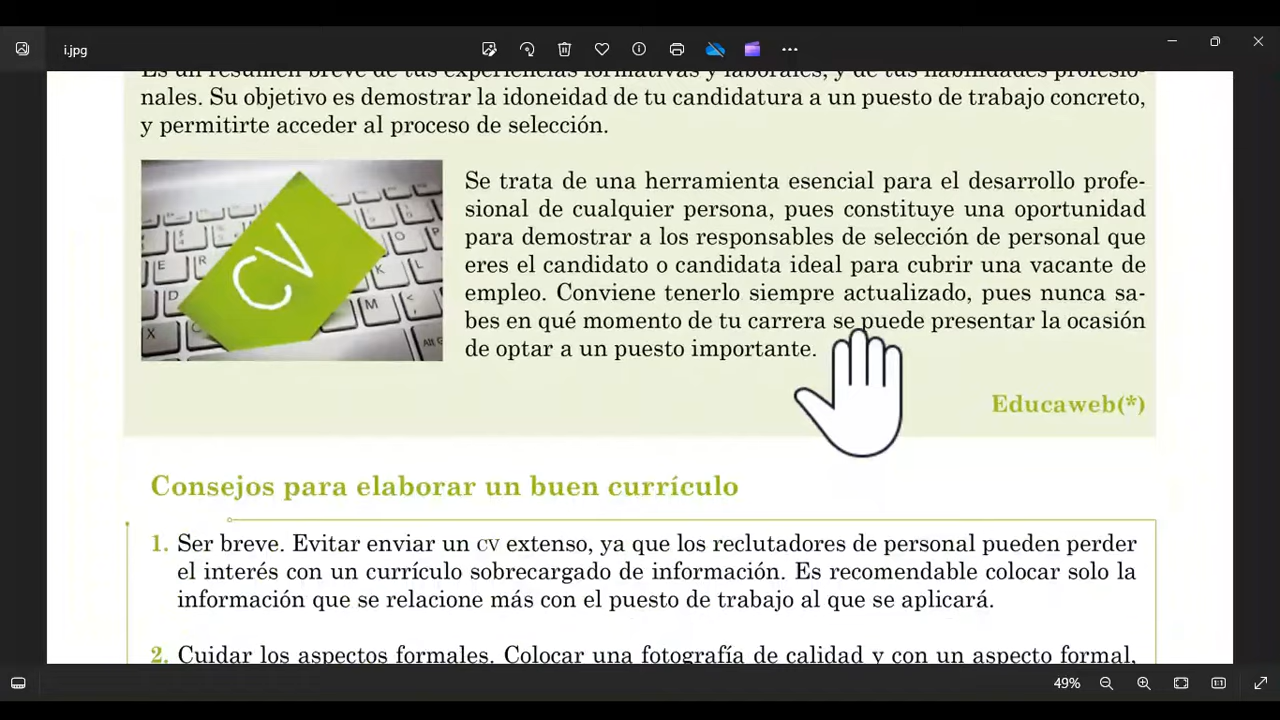 i.jpg
Es un resumen breve de tus experiencias formativas y laborales, y de tus habilidades profesio-
nales. Su objetivo es demostrar la idoneidad de tu candidatura a un puesto de trabajo concreto,
y permitirte acceder al proceso de selección.
CV
Se trata de una herramienta esencial para el desarrollo profe-
sional de cualquier persona, pues constituye una oportunidad
para demostrar a los responsables de selección de personal que
eres el candidato o candidata ideal para cubrir una vacante de
empleo. Conviene tenerlo siempre actualizado, pues nunca sa-
bes en qué momento de tu carrera se puede presentar la ocasión
de optar a un puesto importante.
Educaweb(*)
Consejos para elaborar un buen currículo
1. Ser breve. Evitar enviar un CV extenso, ya que los reclutadores de personal pueden perder
el interés con un currículo sobrecargado de información. Es recomendable colocar solo la
información que se relacione más con el puesto de trabajo al que se aplicará.
2. Cuidar los aspectos formales. Colocar una fotografía de calidad y con un aspecto formal,
49%